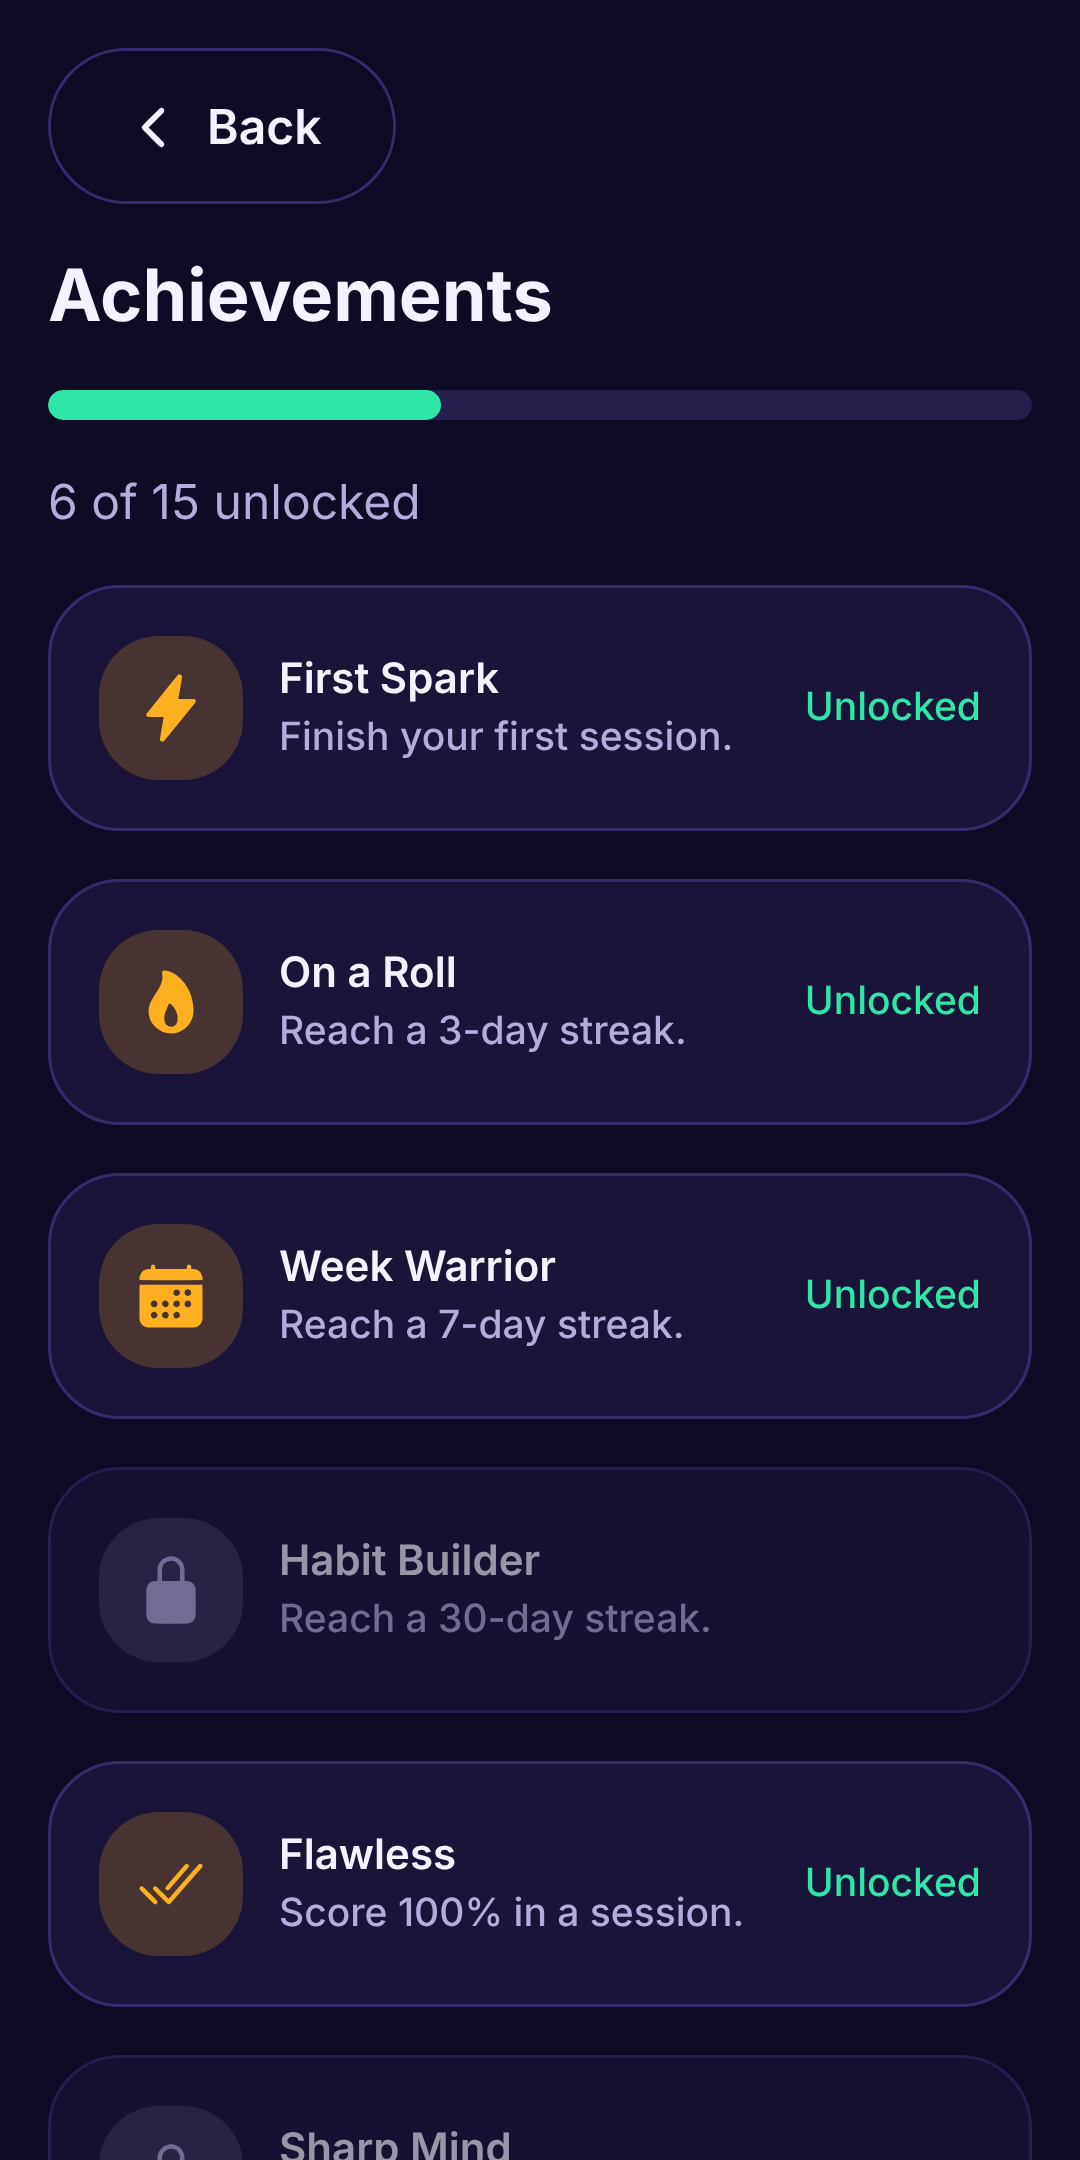 Back
Achievements
6 of 15 unlocked
First Spark
Finish your first session.
Unlocked
On a Roll
Reach a 3-day streak.
Unlocked
Week Warrior
Reach a 7-day streak.
Unlocked
Habit Builder
Reach a 30-day streak.
Flawless
Score 100% in a session.
Unlocked
Sharp Mind